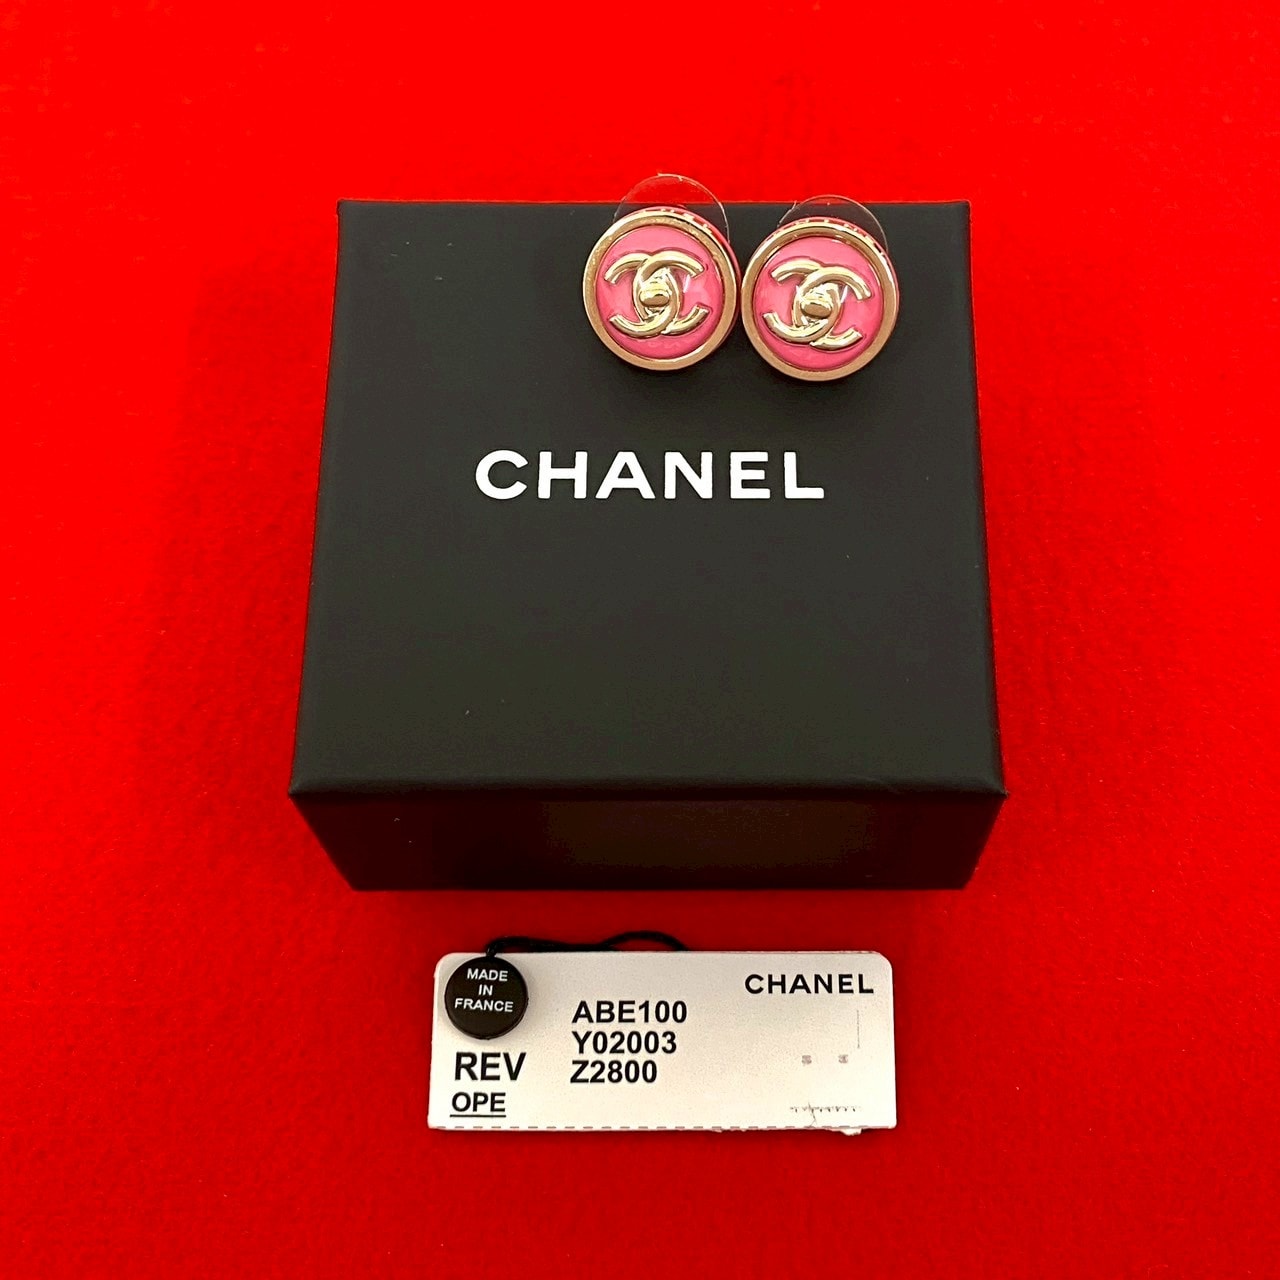 CHANEL
CHANEL
MADE
IN
FRANCE
ABE100
Y02003
REV Z2800
OPE